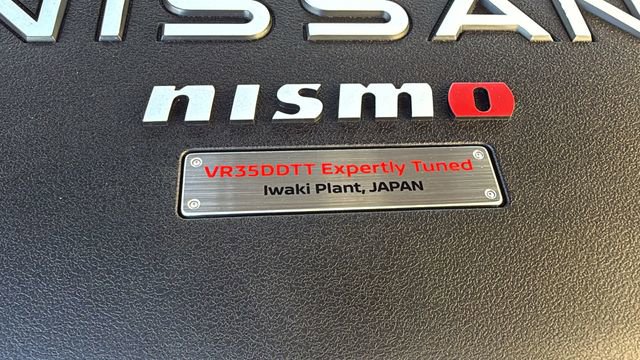 NISSAN
nismo
VR35DDTT Expertly Tuned
Iwaki Plant, JAPAN